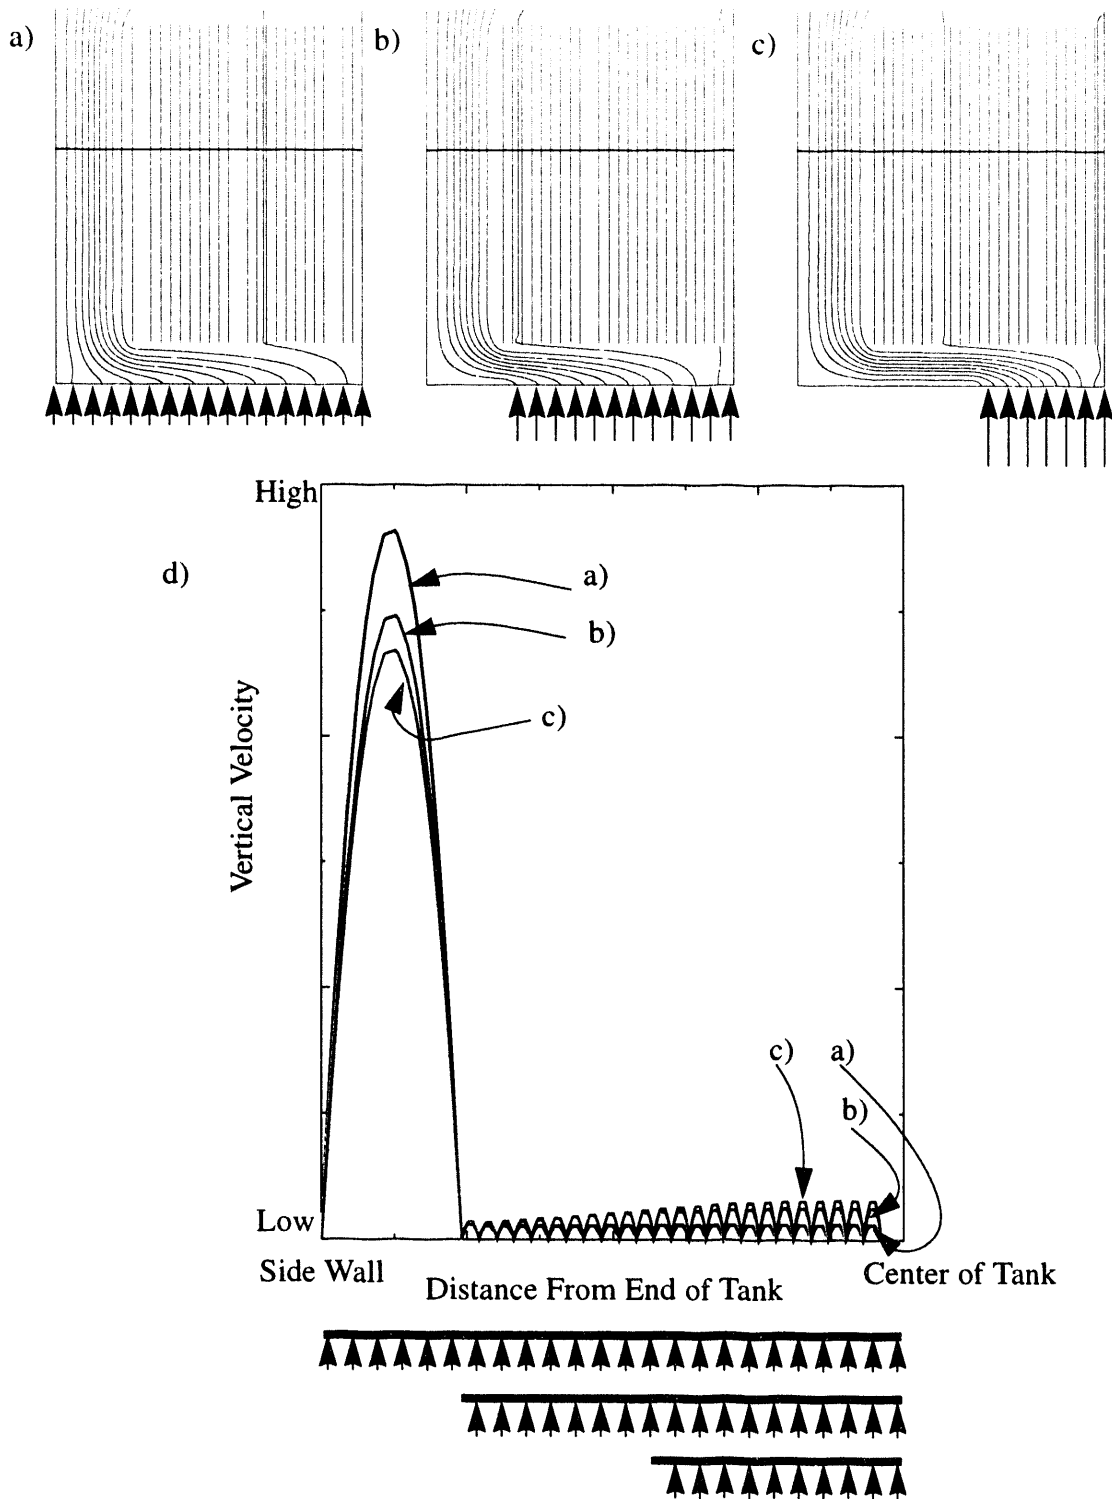 a)
b)
c)
High
d)
a)
b)
c)
Vertical Velocity
c)
a)
b)
Low
Side Wall
Center of Tank
Distance From End of Tank